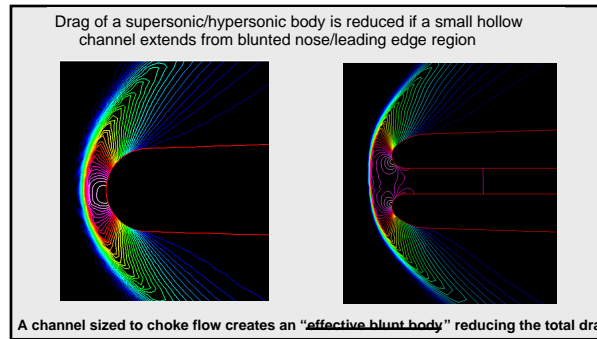 Drag of a supersonic/hypersonic body is reduced if a small hollow
channel extends from blunted nose/leading edge region
A channel sized to choke flow creates an “effective blunt body” reducing the total dra